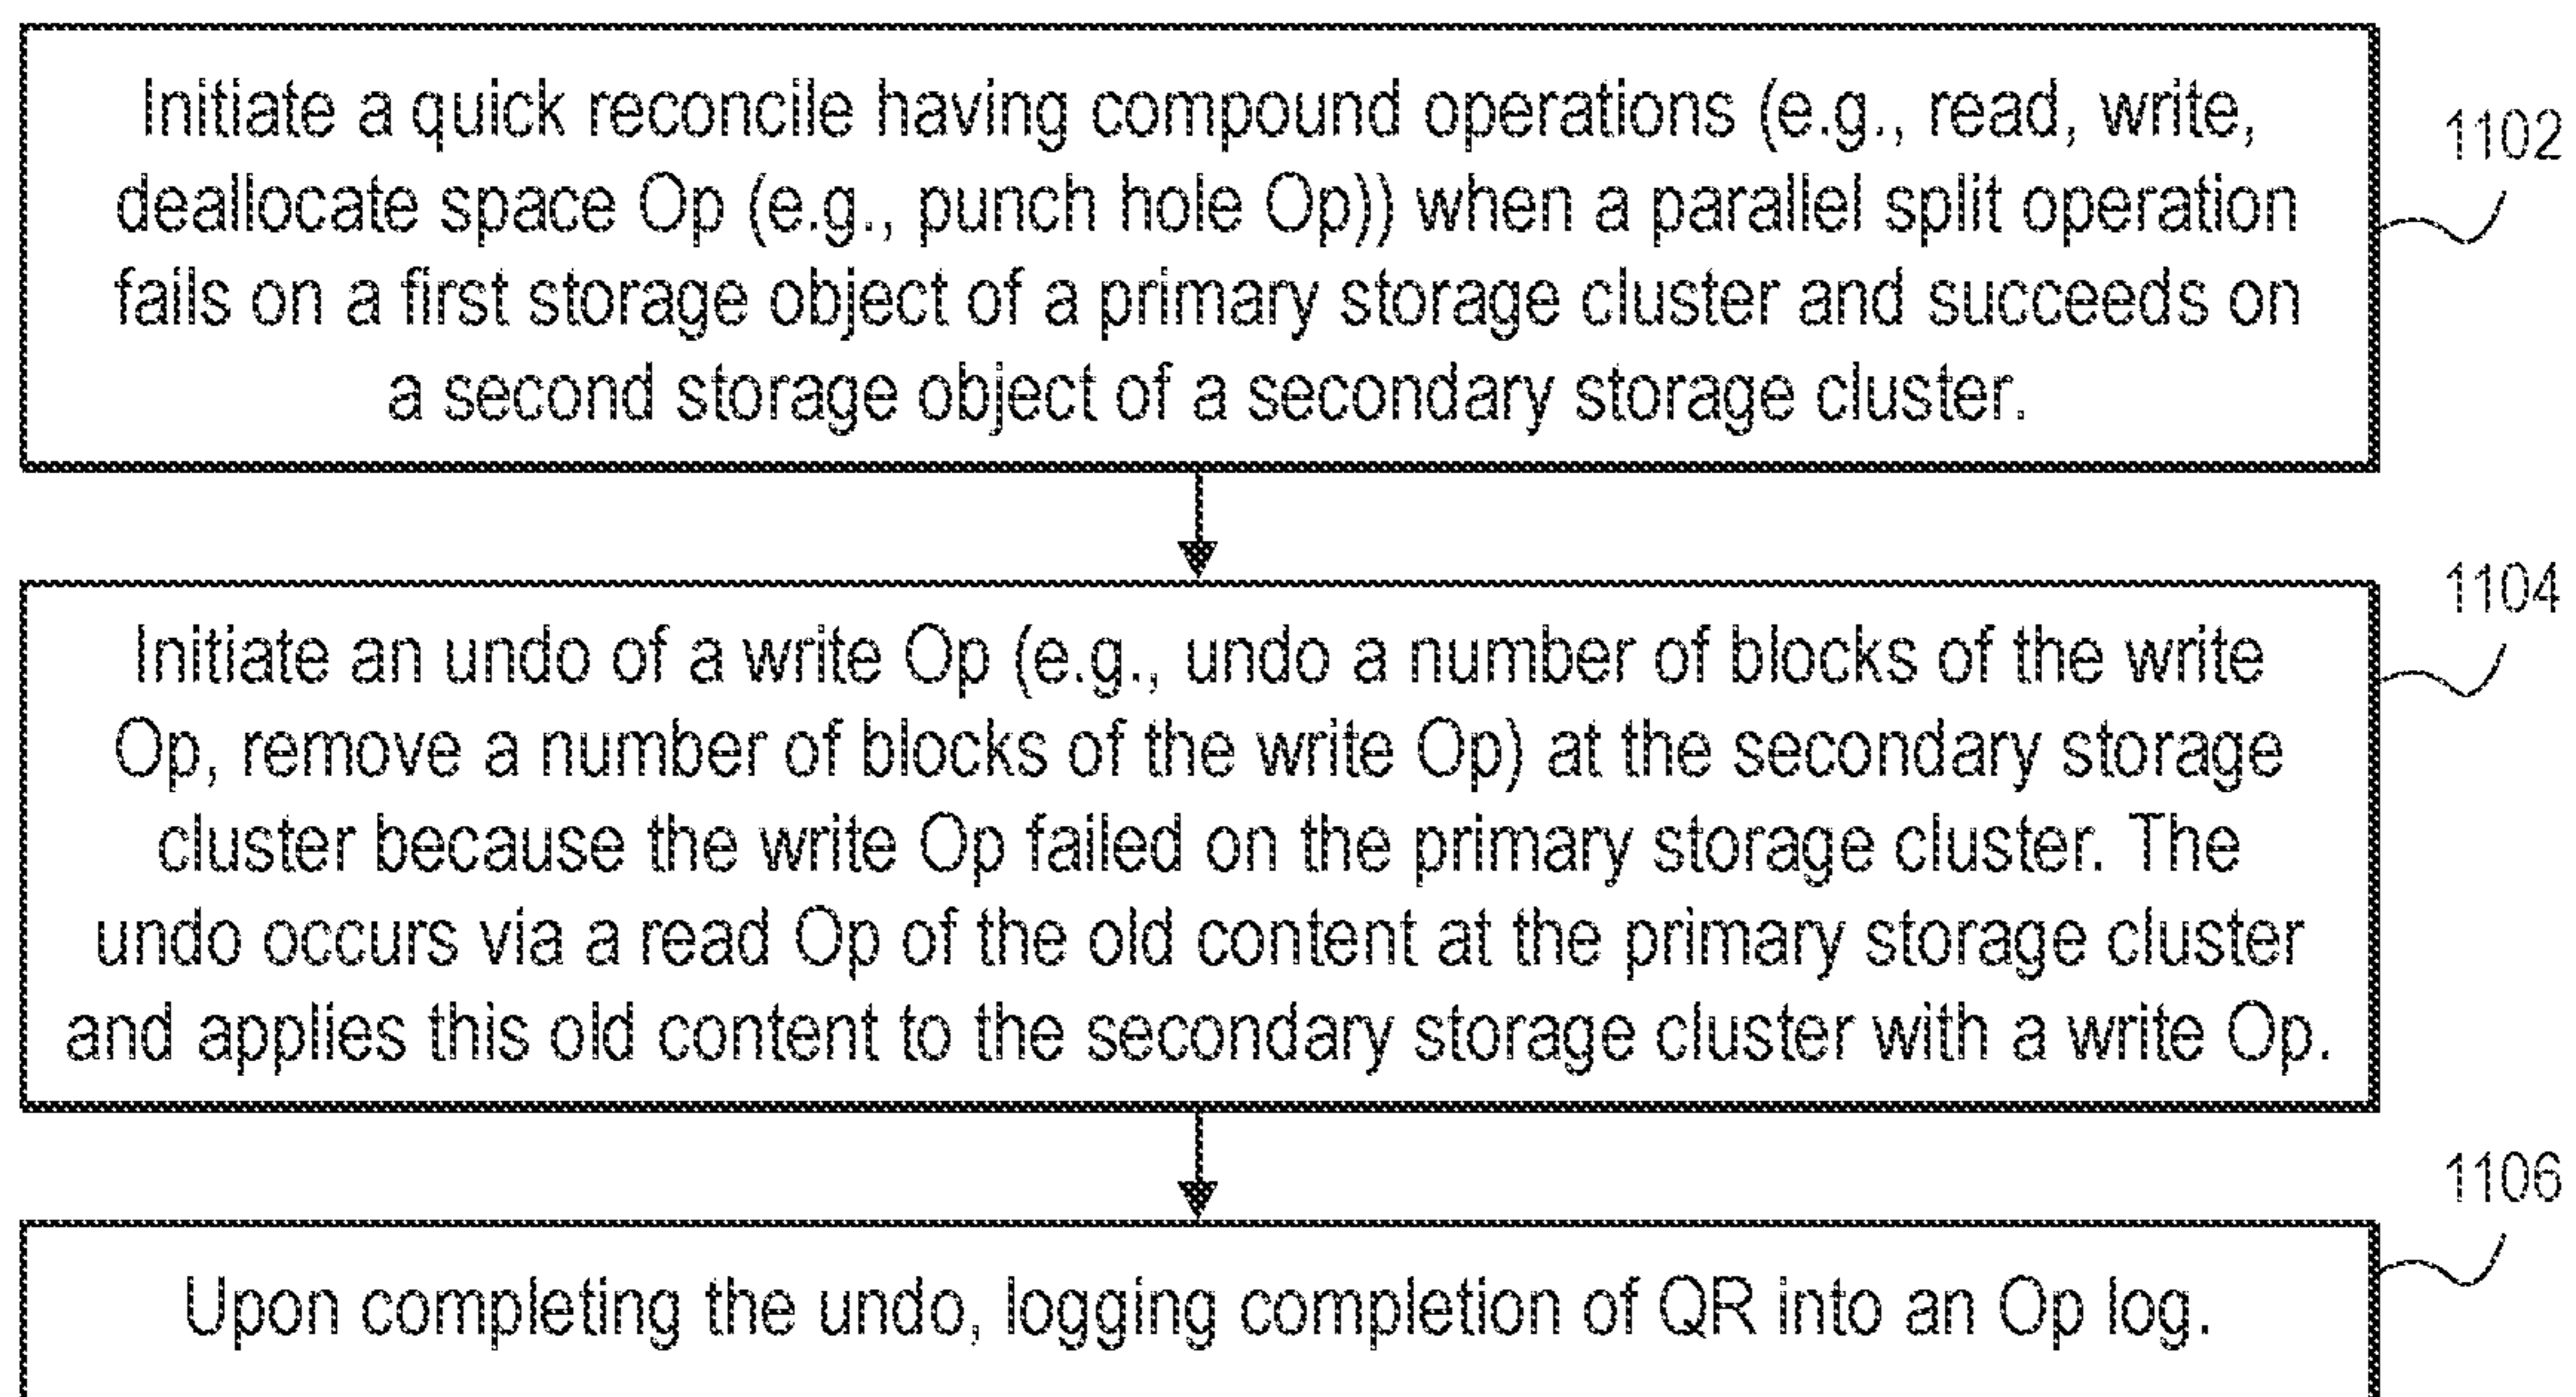 Initiate a quick reconcile having compound operations (e.g., read, write,
deallocate space Op (e.g., punch hole Op)) when a parallel split operation
fails on a first storage object of a primary storage cluster and succeeds on
a second storage object of a secondary storage cluster.
1102
Initiate an undo of a write Op (e.g., undo a number of blocks of the write
Op, remove a number of blocks of the write Op) at the secondary storage
cluster because the write Op failed on the primary storage cluster. The
undo occurs via a read Op of the old content at the primary storage cluster
and applies this old content to the secondary storage cluster with a write Op.
1104
Upon completing the undo, logging completion of QR into an Op log.
1106